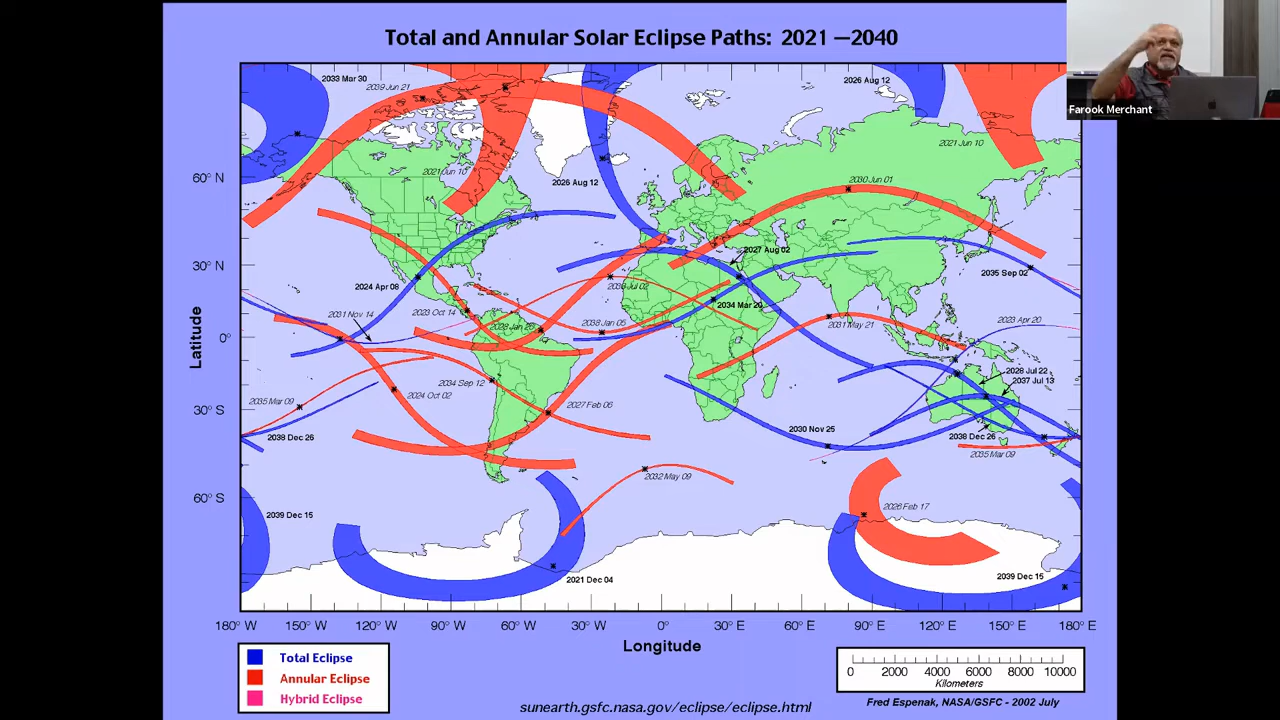 Total and Annular Solar Eclipse Paths: 2021 —2040
Farook Merchant
2033 Mar 30
2039 Jun 21
2026 Aug 12
2021 Jun 10
2021 Jun 10
60° N
2026 Aug 12
2030 Jun 01
2027 Aug 02
30° N
2035 Sep 02
2024 Apr 08
2034 Mar 20
2031 Nov 14
2023 Oct 14
2028 Jan 26
2038 Jul 02
2038 Jan 05
2031 May 21
2023 Apr 20
Latitude
0°
2028 Jul 22
2037 Jul 13
2034 Sep 12
2035 Mar 09
2024 Oct 02
2027 Feb 06
30° S
2030 Nov 25
2038 Dec 26
2038 Dec 26
2035 Mar 09
2032 May 09
60° S
2026 Feb 17
2039 Dec 15
2021 Dec 04
2039 Dec 15
180° W
150° W
120° W
90° W
60° W
30° W
0°
30° E
60° E
90° E
120° E
150° E
180° E
Longitude
Total Eclipse
Annular Eclipse
Hybrid Eclipse
0 2000 4000 6000 8000 10000
Kilometers
sunearth.gsfc.nasa.gov/eclipse/eclipse.html
Fred Espenak, NASA/GSFC - 2002 July